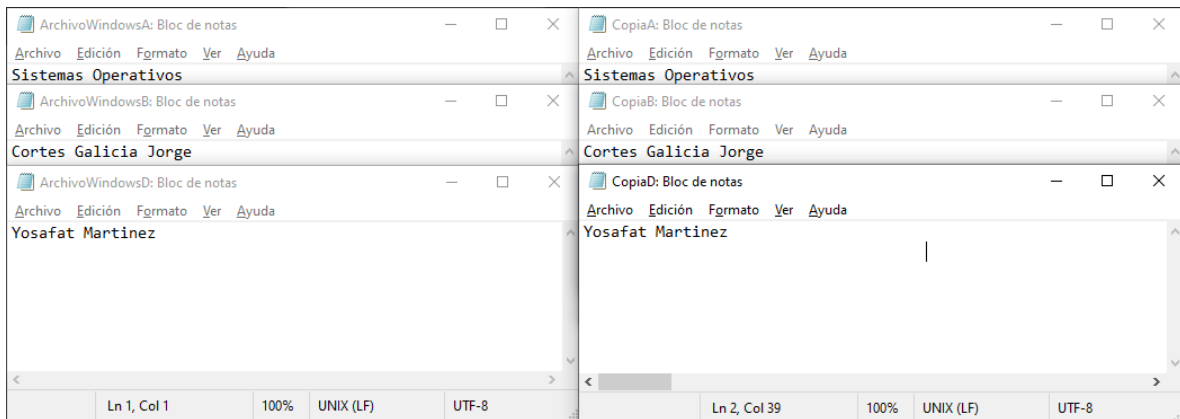 ArchivoWindowsA: Bloc de notas
Archivo Edición Formato Ver Ayuda
Sistemas Operativos
ArchivoWindowsB: Bloc de notas
Archivo Edición Formato Ver Ayuda
Cortes Galicia Jorge
ArchivoWindowsD: Bloc de notas
Archivo Edición Formato Ver Ayuda
Yosafat Martinez
Ln 1, Col 1 100% UNIX (LF) UTF-8
CopiaA: Bloc de notas
Archivo Edición Formato Ver Ayuda
Sistemas Operativos
CopiaB: Bloc de notas
Archivo Edición Formato Ver Ayuda
Cortes Galicia Jorge
CopiaD: Bloc de notas
Archivo Edición Formato Ver Ayuda
Yosafat Martinez
Ln 2, Col 39 100% UNIX (LF) UTF-8